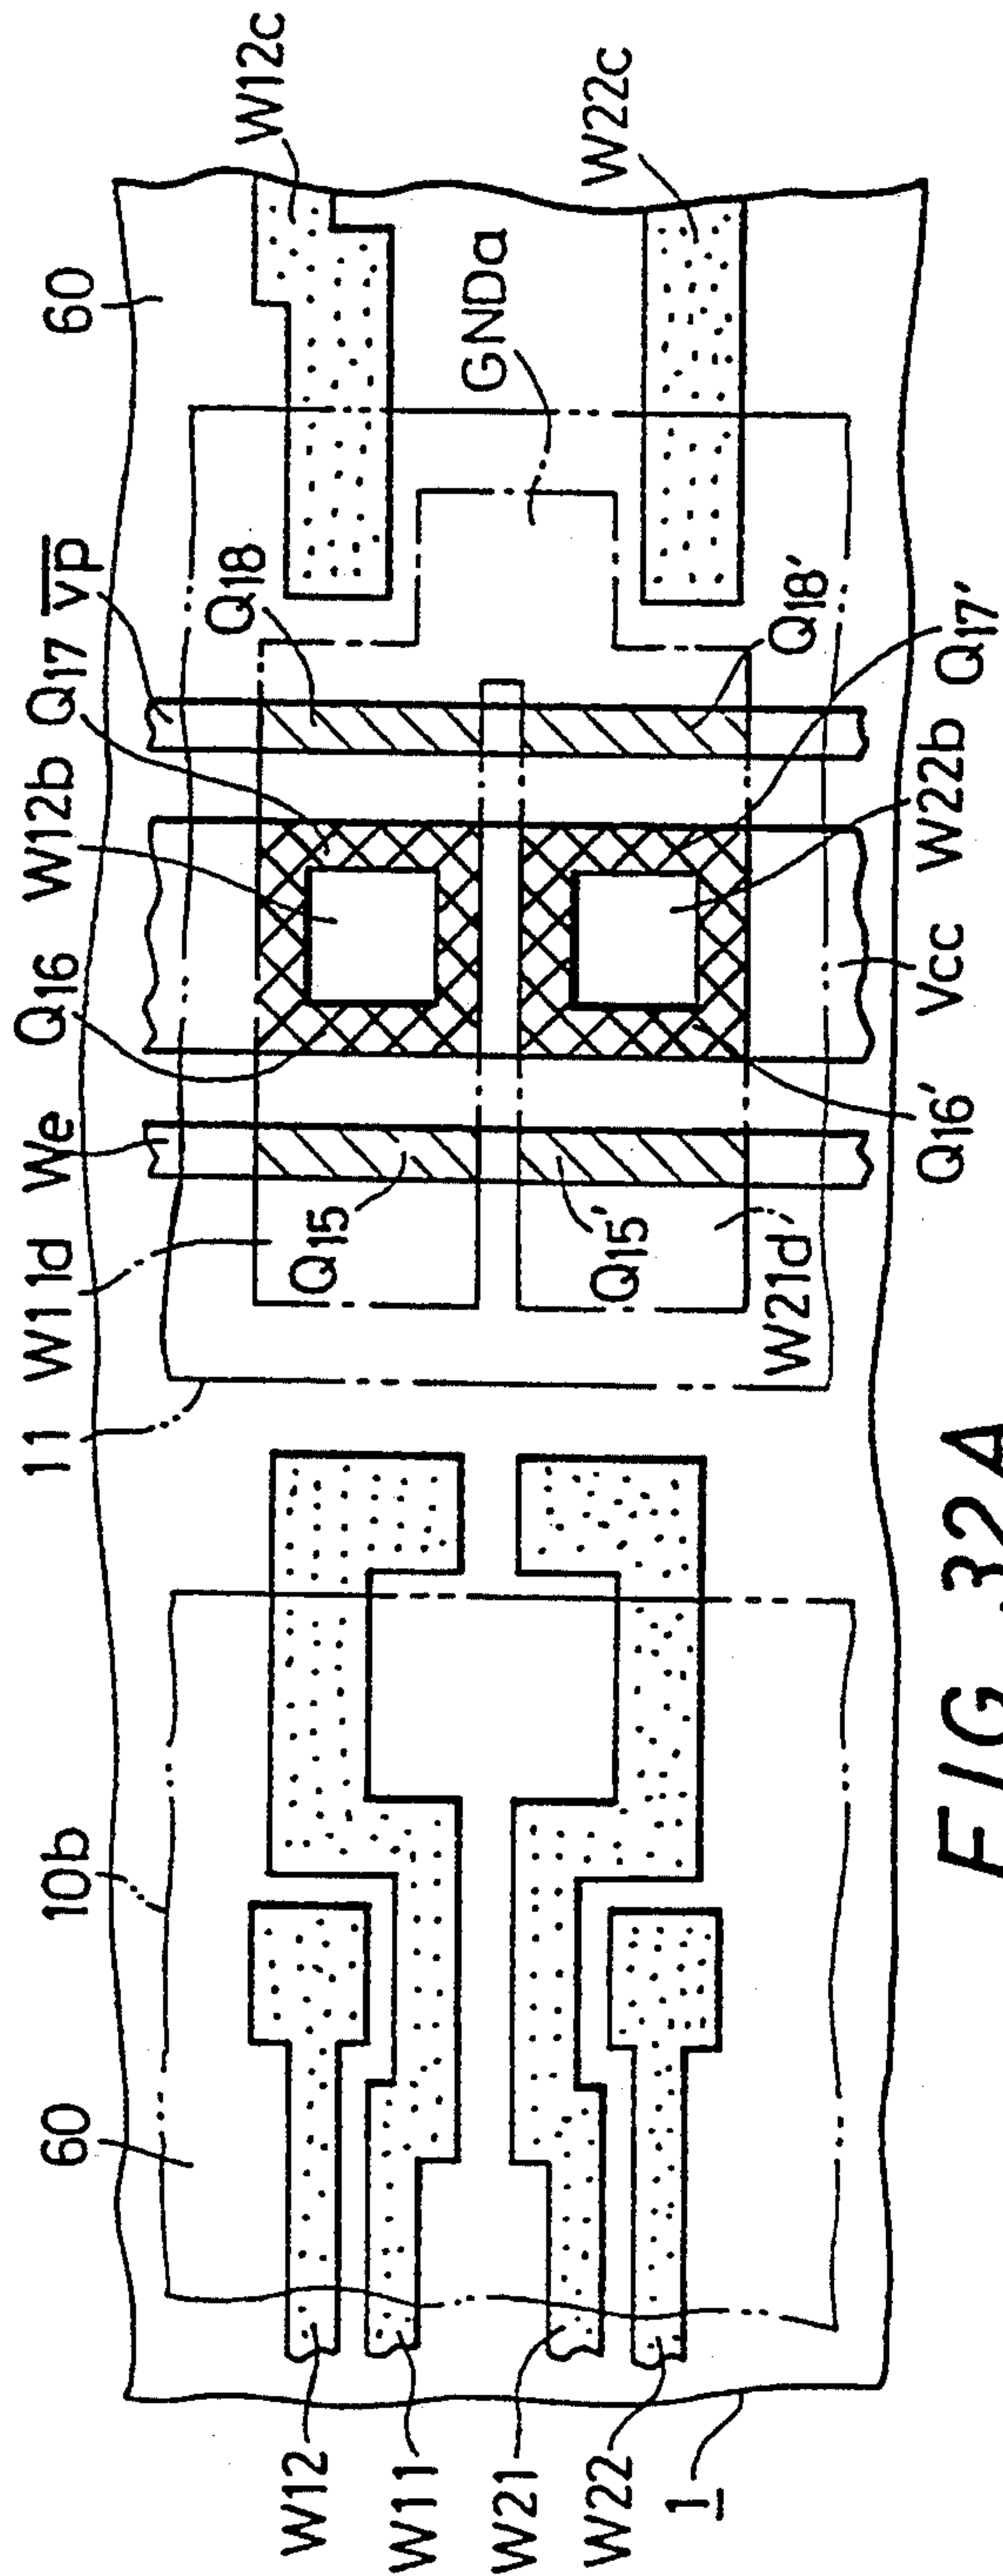 60
10b
11
W11d
We
Q16
W12b
Q17
V̅P̅
60
W12c
Q18
GNDa
W22c
Q15
Q15'
W21d'
Q16'
Vcc
W22b
Q17'
Q18'
W12
W11
W21
W22
1
FIG. 32A